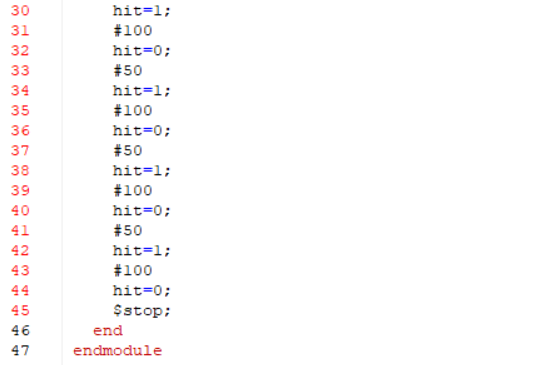 30 hit=1;
31 #100
32 hit=0;
33 #50
34 hit=1;
35 #100
36 hit=0;
37 #50
38 hit=1;
39 #100
40 hit=0;
41 #50
42 hit=1;
43 #100
44 hit=0;
45 $stop;
46 end
47 endmodule